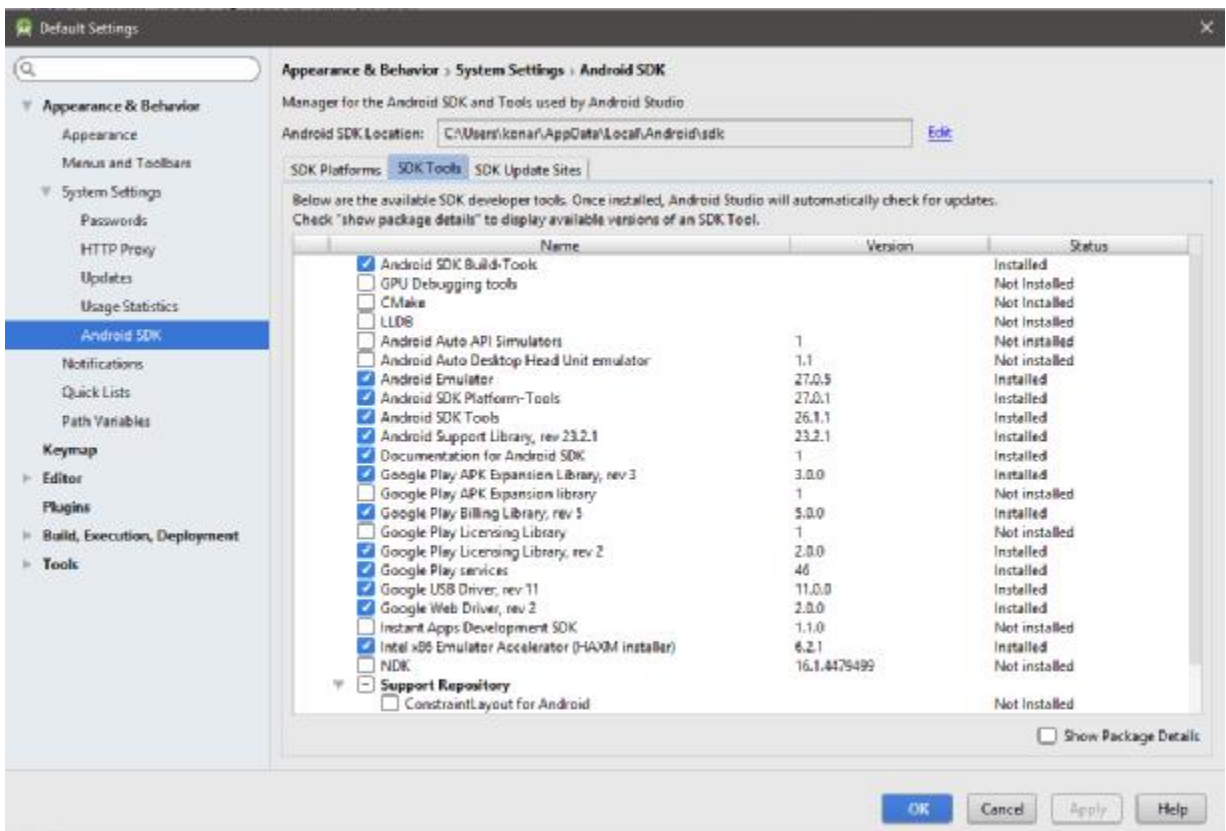 Default Settings
Appearance & Behavior
Appearance
Menus and Toolbars
System Settings
Passwords
HTTP Proxy
Updates
Usage Statistics
Android SDK
Notifications
Quick Lists
Path Variables
Keymap
Editor
Plugins
Build, Execution, Deployment
Tools
Appearance & Behavior › System Settings › Android SDK
Manager for the Android SDK and Tools used by Android Studio
Android SDK Location: C:\Users\konar\AppData\Local\Android\sdk Edit
SDK Platforms SDK Tools SDK Update Sites
Below are the available SDK developer tools. Once installed, Android Studio will automatically check for updates.
Check "show package details" to display available versions of an SDK Tool.
Name Version Status
Android SDK Build-Tools Installed
GPU Debugging tools Not Installed
CMake Not Installed
LLDB Not Installed
Android Auto API Simulators 1 Not installed
Android Auto Desktop Head Unit emulator 1.1 Not installed
Android Emulator 27.0.5 Installed
Android SDK Platform-Tools 27.0.1 Installed
Android SDK Tools 26.1.1 Installed
Android Support Library, rev 23.2.1 23.2.1 Installed
Documentation for Android SDK 1 Installed
Google Play APK Expansion Library, rev 3 3.0.0 Installed
Google Play APK Expansion library 1 Not installed
Google Play Billing Library, rev 5 5.0.0 Installed
Google Play Licensing Library 1 Not installed
Google Play Licensing Library, rev 2 2.0.0 Installed
Google Play services 46 Installed
Google USB Driver, rev 11 11.0.0 Installed
Google Web Driver, rev 2 2.0.0 Installed
Instant Apps Development SDK 1.1.0 Not installed
Intel x86 Emulator Accelerator (HAXM installer) 6.2.1 Installed
NDK 16.1.4479499 Not installed
Support Repository
ConstraintLayout for Android Not Installed
Show Package Details
OK Cancel Apply Help